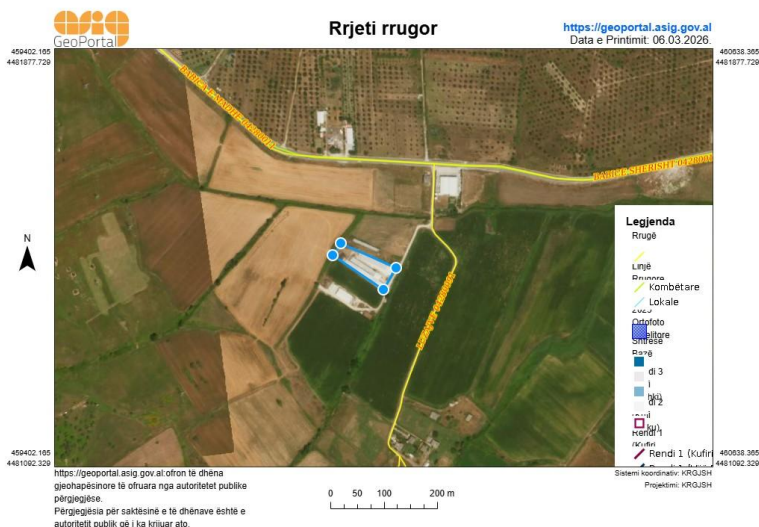 GeoPortal
Rrjeti rrugor
https://geoportal.asig.gov.al
Data e Printimit: 06.03.2026.
459402.165
4481877.729
460638.365
4481877.729
N
Legjenda
Rrugë
Linjë
Rrugore
Kombëtare
Lokale
2025
Ortofoto
Shtresë
Bazë
di 3
di 2
Rendi 1
(Kufiri
Rendi 1 (Kufiri
459402.165
4481092.329
460638.365
4481092.329
https://geoportal.asig.gov.al:ofron të dhëna
gjeohapësinore të ofruara nga autoritetet publike
përgjegjëse.
Përgjegjësia për saktësinë e të dhënave është e
autoritetit publik që i ka krijuar ato.
0 50 100 200 m
Sistemi koordinativ: KRGJSH
Projektimi: KRGJSH